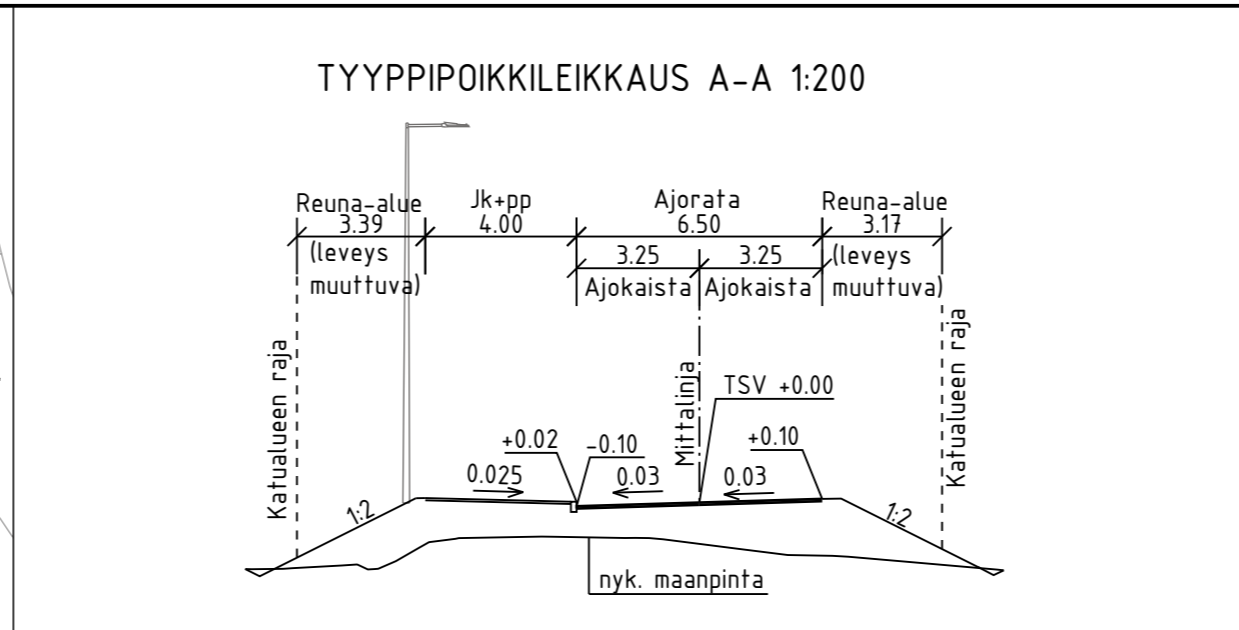 TYYPPIPOIKKILEIKKAUS A-A 1:200
Reuna-alue
3.39
(leveys
muuttuva)
Jk+pp
4.00
Ajorata
6.50
3.25
Ajokaista
3.25
Ajokaista
Reuna-alue
3.17
(leveys
muuttuva)
Katualueen raja
Mittalinja
Katualueen raja
TSV +0.00
+0.02
-0.10
+0.10
0.025
0.03
0.03
1:2
1:2
nyk. maanpinta